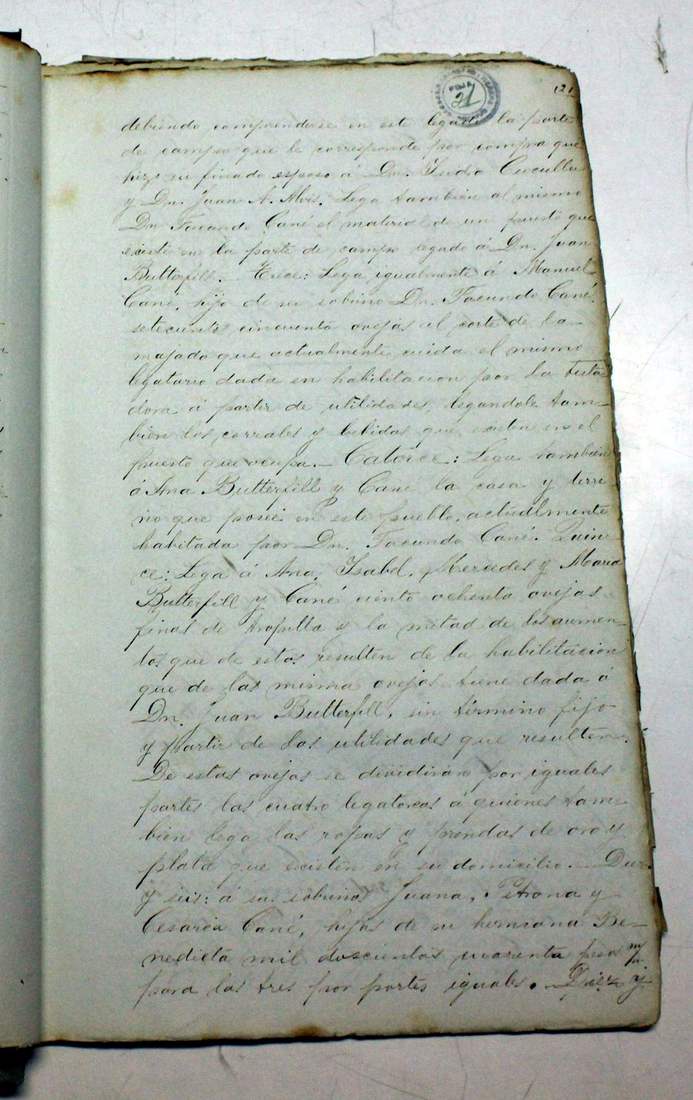 21
FOLIO
21
debiendo comprenderse en este legado la parte
de campo que le corresponde por compra que
hizo su finado esposo á Dn. Isidro Cucullu
y Dn. Juan A. Alvis. Lega tambien al mismo
Dn Facundo Cané el material de un puesto que
existe en la parte de campo legado á Dn. Juan
Butterfill. Trece: Lega igualmente á Manuel
Cané, hijo de su sobrino Dn. Facundo Cané,
setecientas cincuenta ovejas al corte de la
majada que actualmente cuida el mismo
legatario dada en habilitacion por la testa
dora á partir de utilidades, legandole tam-
bien los corrales y bebidas que existen en el
puesto que ocupa. Catorce: Lega tambien
á Ana Butterfill y Cané la casa y terre
no que posee en este pueblo, actualmente
habitada por Dn. Facundo Cané. Quin-
ce: Lega á Ana, Isabel, Mercedes y Maria
Butterfill y Cané ciento ochenta ovejas
finas de tropilla y la mitad de los aumen-
tos que de estos resulten de la habilitacion
que de las misma ovejas tiene dada á
Dn. Juan Butterfill, sin término fijo
y partir de las utilidades que resulten.
De estas ovejas se dividiran por iguales
partes las cuatro legatarias á quienes tam-
bien lega las ropas y prendas de oro y
plata que existen en su domicilio. Diez
y seis: á sus sobrinas Juana, Petrona y
Cesarea Cané, hijas de su hermana Be-
nedicta mil doscientos cuarenta pesos m/n
para las tres por partes iguales. Diez y